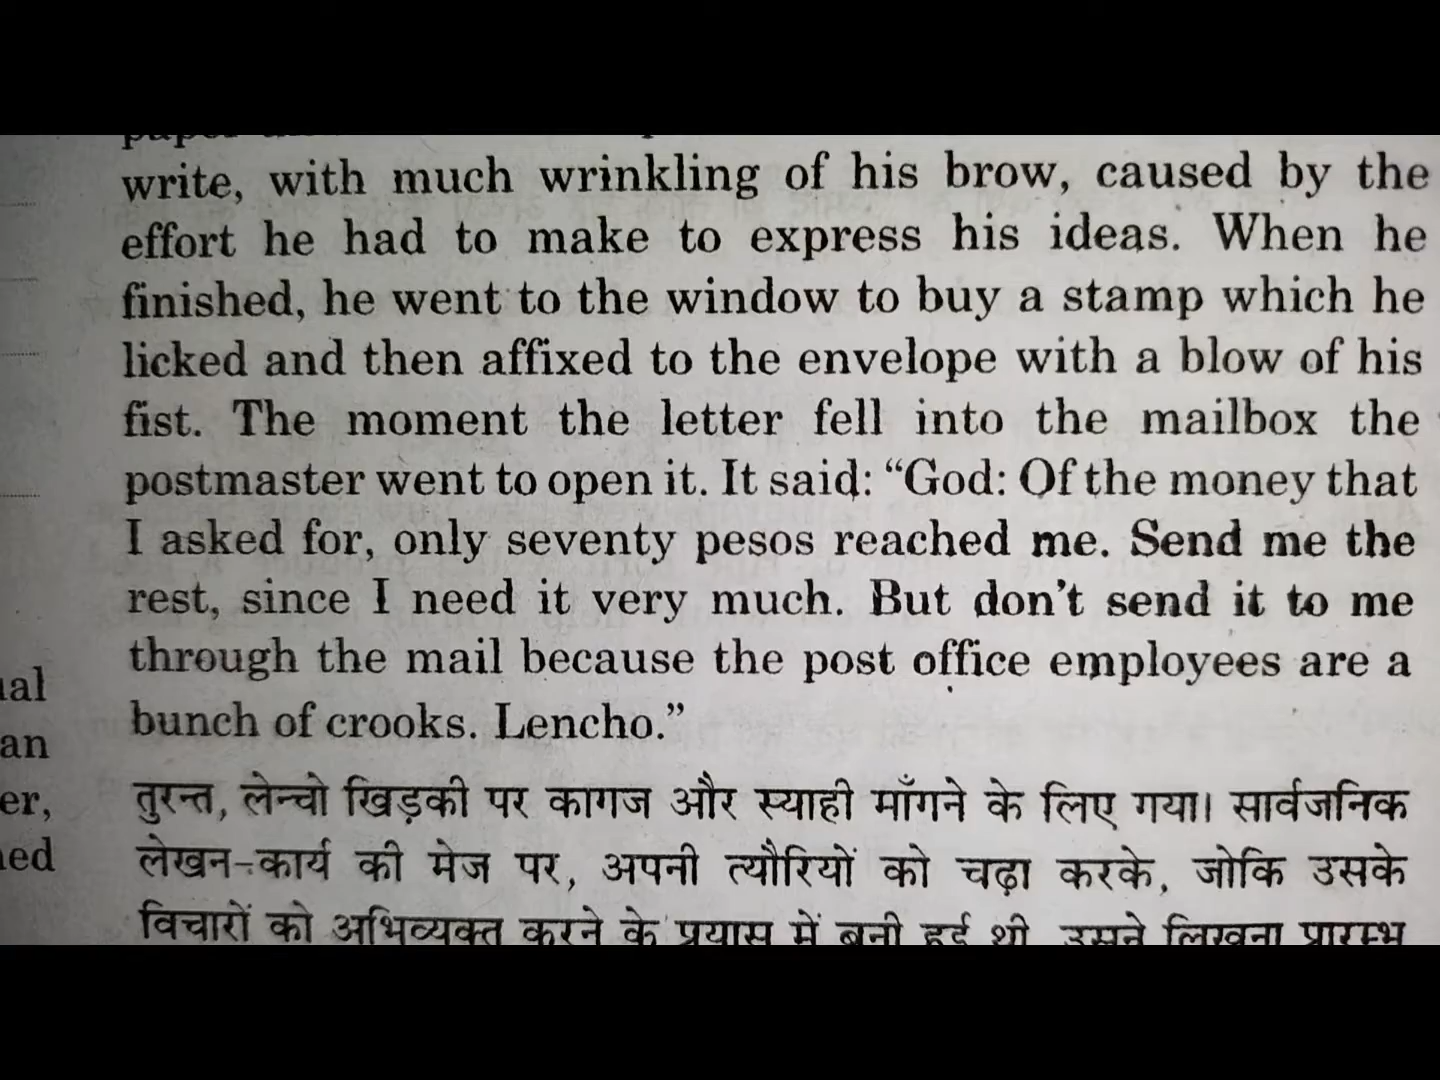 write, with much wrinkling of his brow, caused by the
effort he had to make to express his ideas. When he
finished, he went to the window to buy a stamp which he
licked and then affixed to the envelope with a blow of his
fist. The moment the letter fell into the mailbox the
postmaster went to open it. It said: “God: Of the money that
I asked for, only seventy pesos reached me. Send me the
rest, since I need it very much. But don’t send it to me
through the mail because the post office employees are a
bunch of crooks. Lencho.”
तुरन्त, लेन्चो खिड़की पर कागज और स्याही माँगने के लिए गया। सार्वजनिक
लेखन-कार्य की मेज पर, अपनी त्यौरियों को चढ़ा करके, जोकि उसके
विचारों को अभिव्यक्त करने के प्रयास में बनी हुई थी उसने लिखना प्रारम्भ